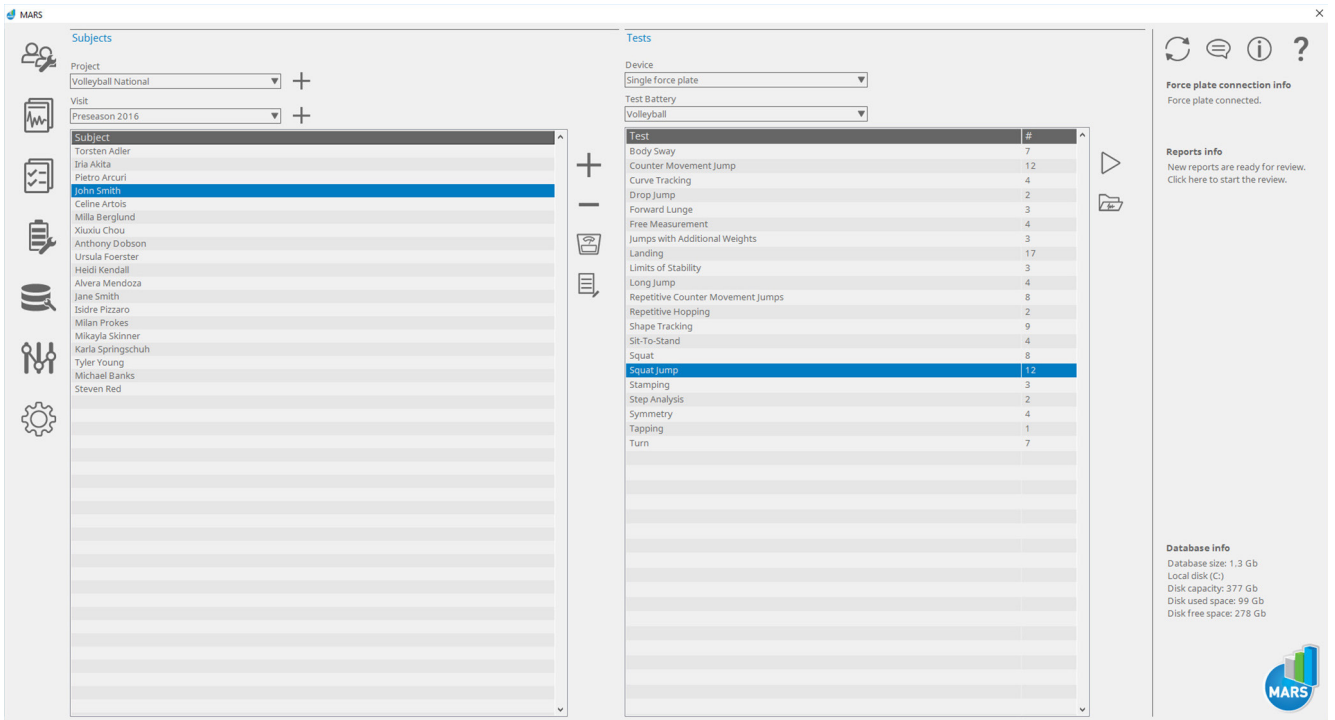 MARS
Subjects
Project
Volleyball National
Visit
Preseason 2016
Subject
Torsten Adler
Iria Akita
Pietro Arcuri
John Smith
Celine Artois
Milla Berglund
Xiuxiu Chou
Anthony Dobson
Ursula Foerster
Heidi Kendall
Alvera Mendoza
Jane Smith
Isidre Pizzaro
Milan Prokes
Mikayla Skinner
Karla Springschuh
Tyler Young
Michael Banks
Steven Red
Tests
Device
Single force plate
Test Battery
Volleyball
Test #
Body Sway 7
Counter Movement Jump 12
Curve Tracking 4
Drop Jump 2
Forward Lunge 3
Free Measurement 4
Jumps with Additional Weights 3
Landing 17
Limits of Stability 3
Long Jump 4
Repetitive Counter Movement Jumps 8
Repetitive Hopping 2
Shape Tracking 9
Sit-To-Stand 4
Squat 8
Squat Jump 12
Stamping 3
Step Analysis 2
Symmetry 4
Tapping 1
Turn 7
Force plate connection info
Force plate connected.
Reports info
New reports are ready for review.
Click here to start the review.
Database info
Database size: 1.3 Gb
Local disk (C:)
Disk capacity: 377 Gb
Disk used space: 99 Gb
Disk free space: 278 Gb
MARS